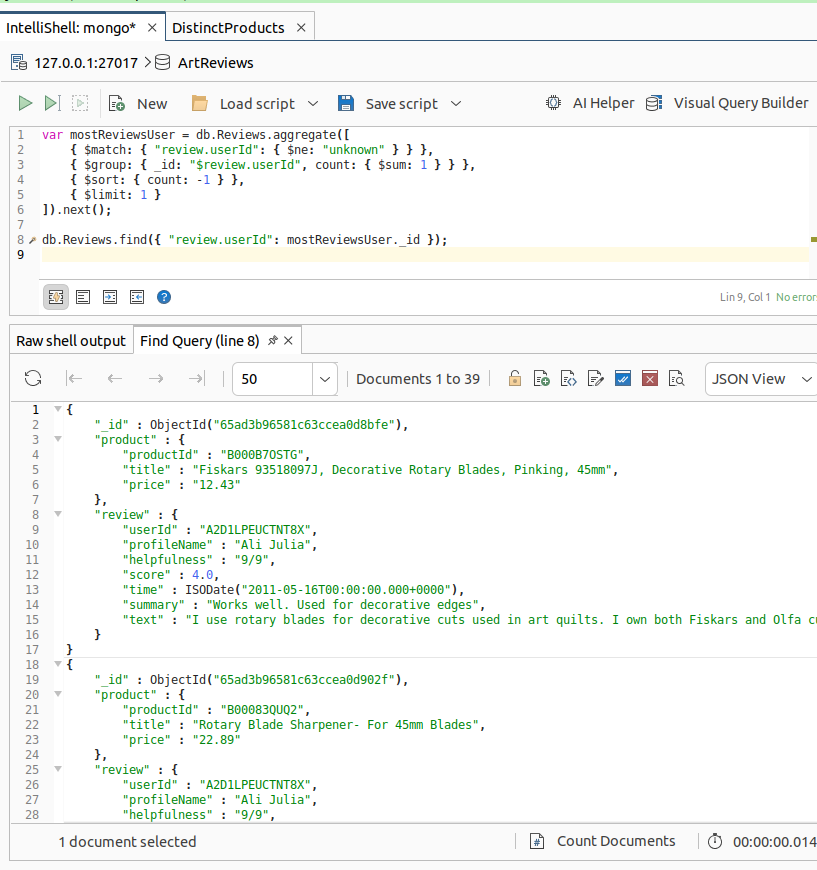 IntelliShell: mongo* × DistinctProducts ×
127.0.0.1:27017 > ArtReviews
New Load script Save script AI Helper Visual Query Builder
1 var mostReviewsUser = db.Reviews.aggregate([
2 { $match: { "review.userId": { $ne: "unknown" } } },
3 { $group: { _id: "$review.userId", count: { $sum: 1 } } },
4 { $sort: { count: -1 } },
5 { $limit: 1 }
6 ]).next();
7
8 db.Reviews.find({ "review.userId": mostReviewsUser._id });
9
Lin 9, Col 1 No error
Raw shell output Find Query (line 8) ×
50 Documents 1 to 39 JSON View
1 {
2 "_id" : ObjectId("65ad3b96581c63ccea0d8bfe"),
3 "product" : {
4 "productId" : "B000B7OSTG",
5 "title" : "Fiskars 93518097J, Decorative Rotary Blades, Pinking, 45mm",
6 "price" : "12.43"
7 },
8 "review" : {
9 "userId" : "A2D1LPEUCTNT8X",
10 "profileName" : "Ali Julia",
11 "helpfulness" : "9/9",
12 "score" : 4.0,
13 "time" : ISODate("2011-05-16T00:00:00.000+0000"),
14 "summary" : "Works well. Used for decorative edges",
15 "text" : "I use rotary blades for decorative cuts used in art quilts. I own both Fiskars and Olfa cu
16 }
17 }
18 {
19 "_id" : ObjectId("65ad3b96581c63ccea0d902f"),
20 "product" : {
21 "productId" : "B00083QUQ2",
22 "title" : "Rotary Blade Sharpener- For 45mm Blades",
23 "price" : "22.89"
24 },
25 "review" : {
26 "userId" : "A2D1LPEUCTNT8X",
27 "profileName" : "Ali Julia",
28 "helpfulness" : "9/9",
1 document selected Count Documents 00:00:00.014